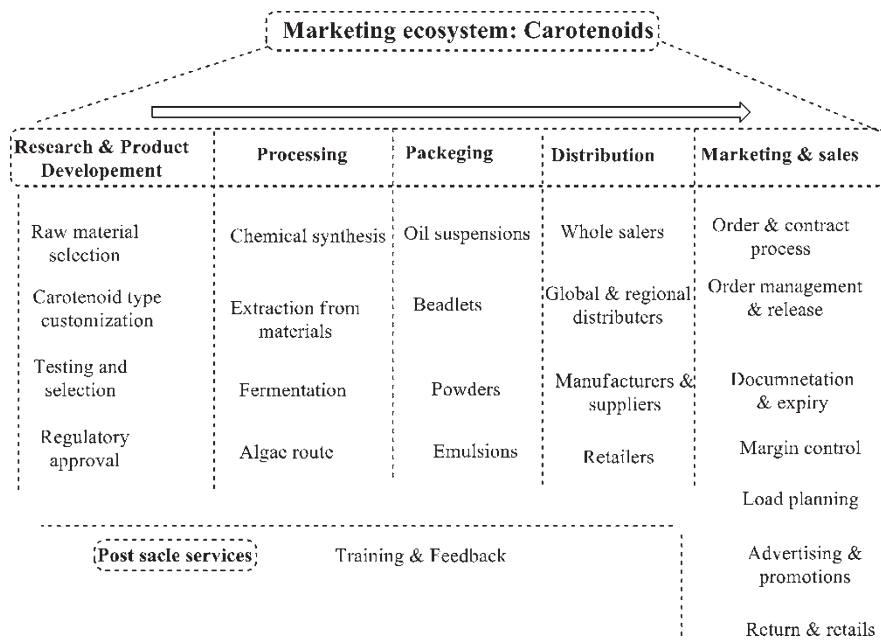 Marketing ecosystem: Carotenoids
Research & Product
Developement
Processing
Packeging
Distribution
Marketing & sales
Raw material
selection
Carotenoid type
customization
Testing and
selection
Regulatory
approval
Chemical synthesis
Extraction from
materials
Fermentation
Algae route
Oil suspensions
Beadlets
Powders
Emulsions
Whole salers
Global & regional
distributers
Manufacturers &
suppliers
Retailers
Order & contract
process
Order management
& release
Documnetation
& expiry
Margin control
Load planning
Advertising &
promotions
Return & retails
Post sacle services
Training & Feedback